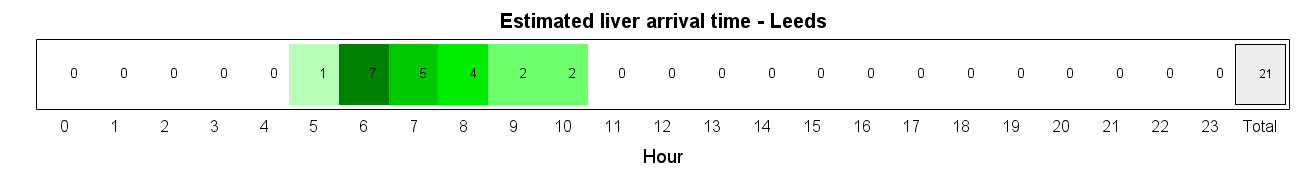 Estimated liver arrival time - Leeds
0 0 0 0 0 1 7 5 4 2 2 0 0 0 0 0 0 0 0 0 0 0 0 0 21
0 1 2 3 4 5 6 7 8 9 10 11 12 13 14 15 16 17 18 19 20 21 22 23 Total
Hour